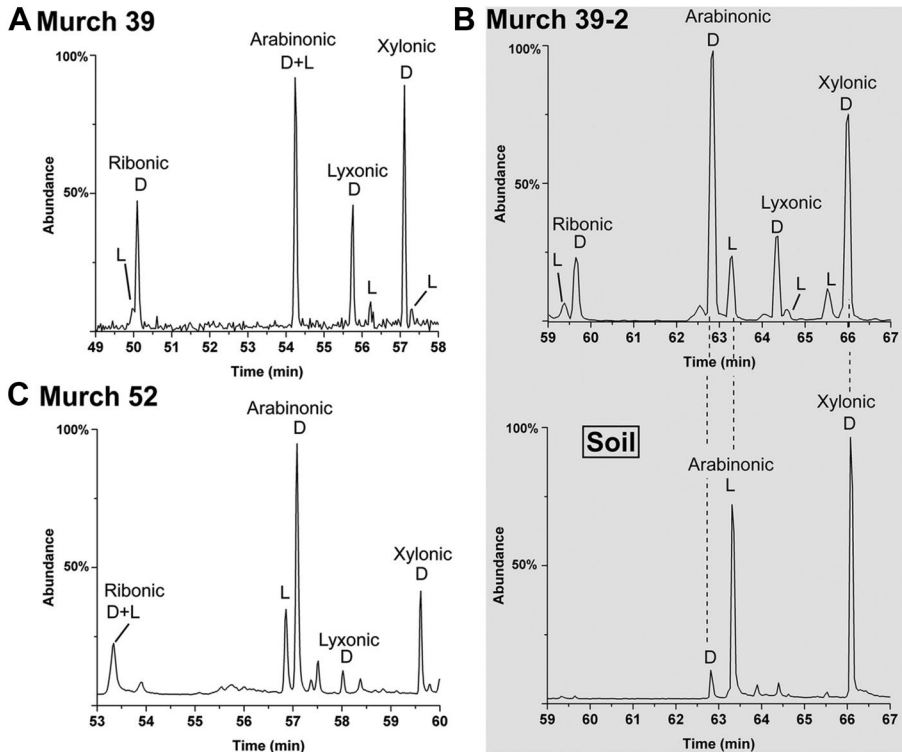 A Murch 39
Arabinonic
D+L
Xylonic
D
Ribonic
D
L
Lyxonic
D
L
L
100%
50%
Abundance
49 50 51 52 53 54 55 56 57 58
Time (min)
B Murch 39-2
Arabinonic
D
Xylonic
D
Ribonic
D
L
L
Lyxonic
D
L
L
100%
50%
Abundance
59 60 61 62 63 64 65 66 67
Time (min)
C Murch 52
Arabinonic
D
Xylonic
D
Ribonic
D+L
L
Lyxonic
D
100%
50%
Abundance
53 54 55 56 57 58 59 60
Time (min)
Soil
Xylonic
D
Arabinonic
L
D
100%
50%
Abundance
59 60 61 62 63 64 65 66 67
Time (min)